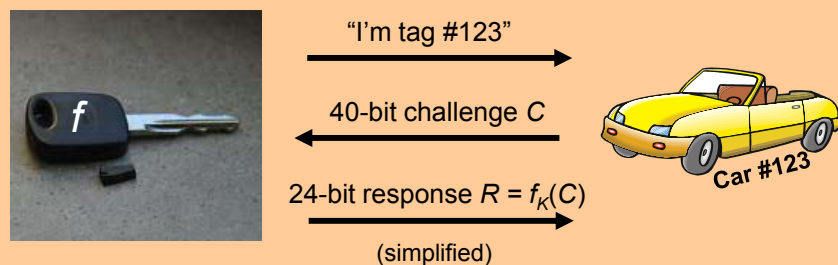 “I’m tag #123”
f
40-bit challenge C
24-bit response R = fK(C)
Car #123
(simplified)